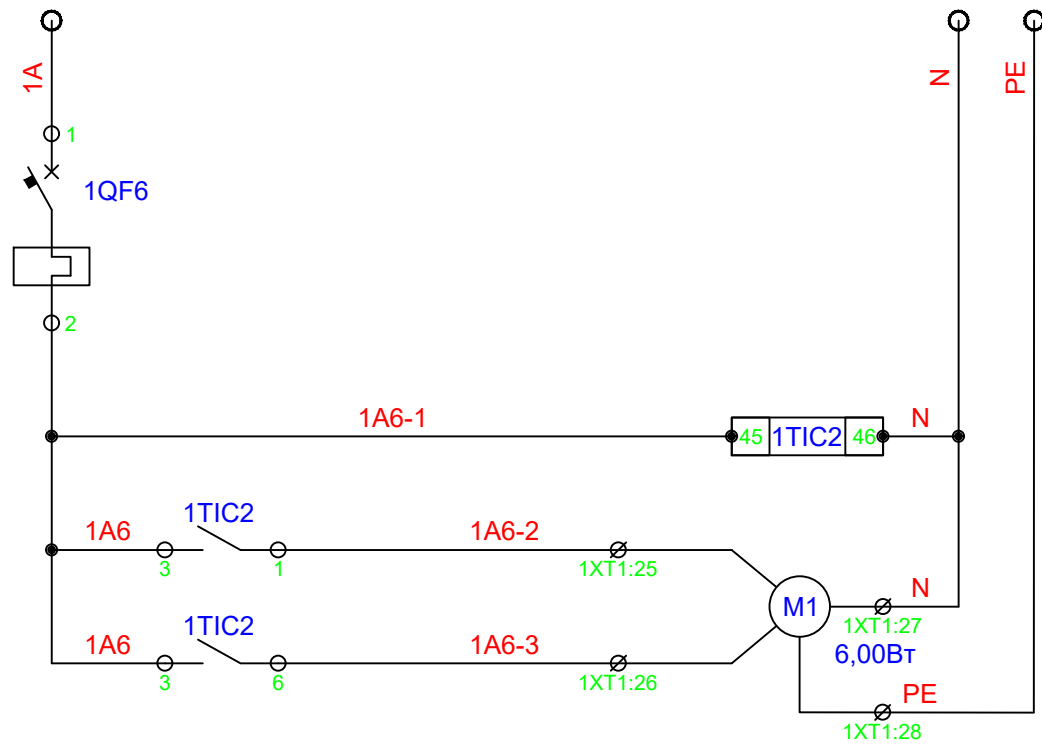 1A
N
PE
1
1QF6
2
1A6-1
45
1TIC2
46
N
1TIC2
1A6
3
1
1A6-2
1XT1:25
M1
N
1XT1:27
6,00Вт
1TIC2
1A6
3
6
1A6-3
1XT1:26
PE
1XT1:28